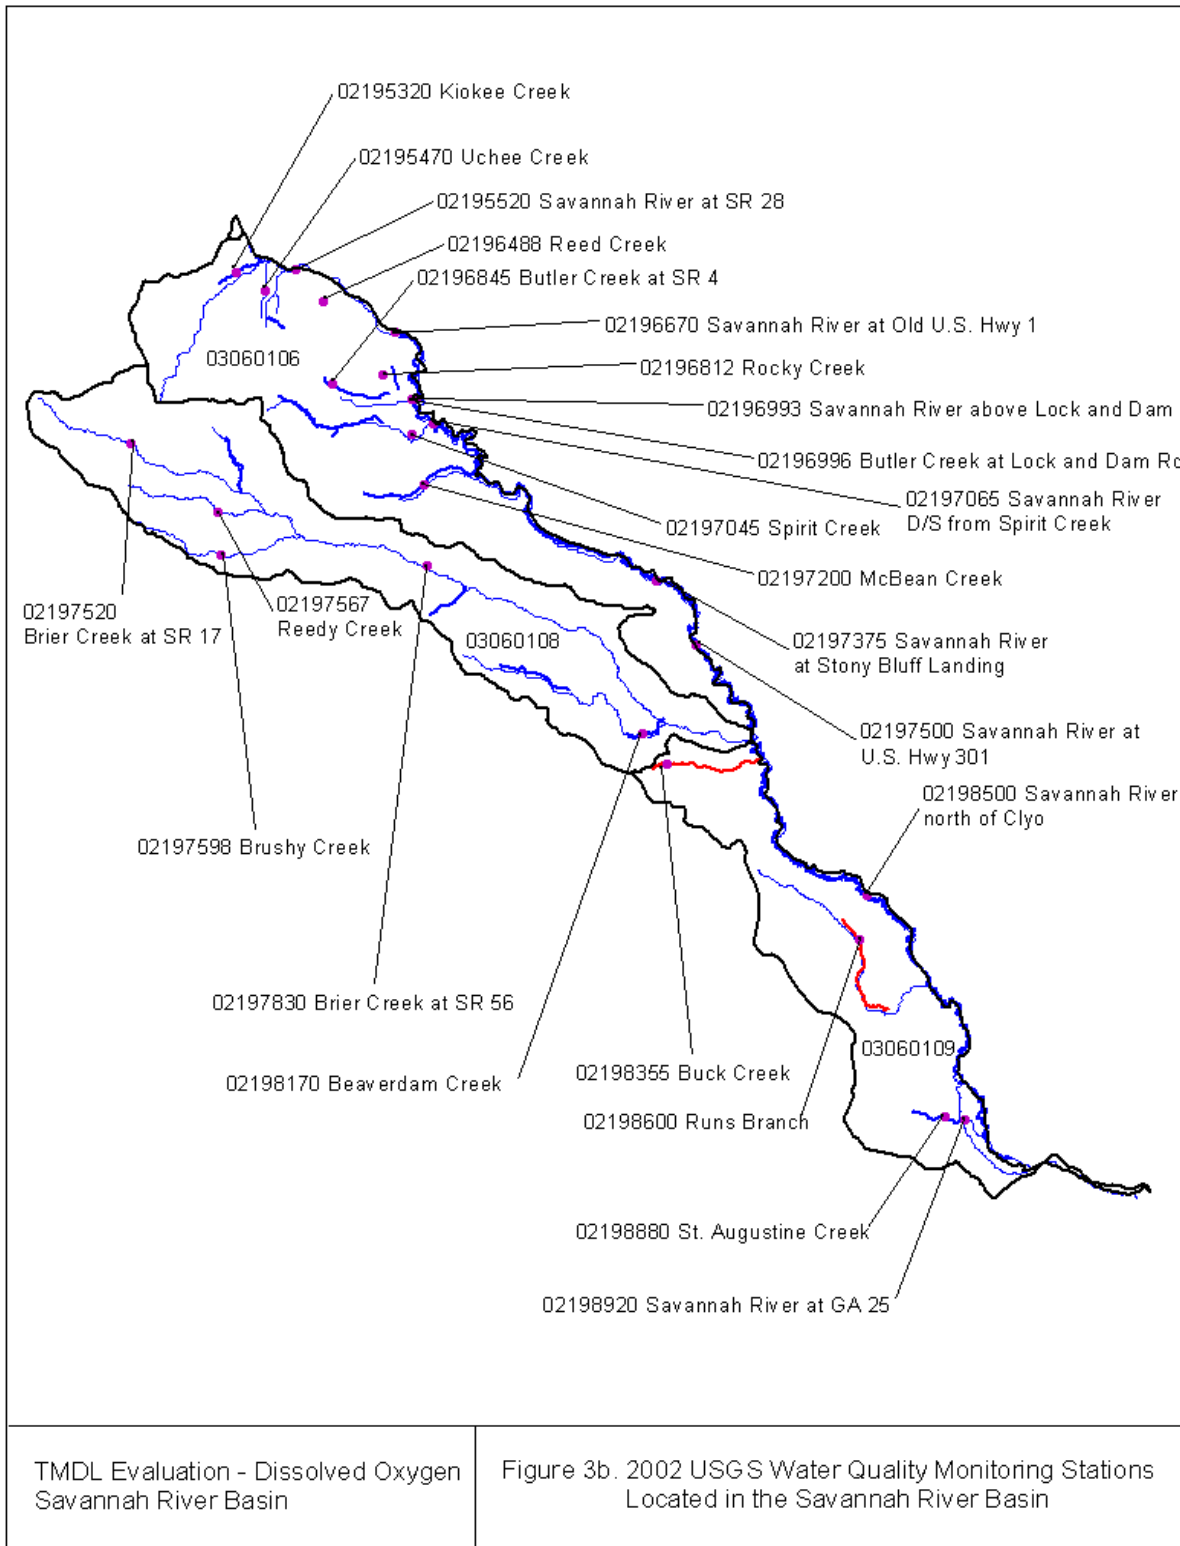 02195320 Kiokee Creek
02195470 Uchee Creek
02195520 Savannah River at SR 28
02196488 Reed Creek
02196845 Butler Creek at SR 4
02196670 Savannah River at Old U.S. Hwy 1
03060106
02196812 Rocky Creek
02196993 Savannah River above Lock and Dam
02196996 Butler Creek at Lock and Dam Rd
02197065 Savannah River
D/S from Spirit Creek
02197045 Spirit Creek
02197200 McBean Creek
02197520
Brier Creek at SR 17
02197567
Reedy Creek
03060108
02197375 Savannah River
at Stony Bluff Landing
02197500 Savannah River at
U.S. Hwy 301
02198500 Savannah River
north of Clyo
02197598 Brushy Creek
02197830 Brier Creek at SR 56
03060109
02198170 Beaverdam Creek
02198355 Buck Creek
02198600 Runs Branch
02198880 St. Augustine Creek
02198920 Savannah River at GA 25
TMDL Evaluation - Dissolved Oxygen
Savannah River Basin
Figure 3b. 2002 USGS Water Quality Monitoring Stations
Located in the Savannah River Basin